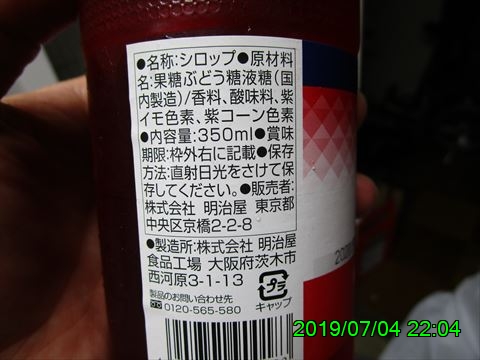 ●名称:シロップ●原材料
名:果糖ぶどう糖液糖(国
内製造)/香料、酸味料、紫
イモ色素、紫コーン色素
●内容量:350ml●賞味
期限:枠外右に記載●保存
方法:直射日光をさけて保
存してください。●販売者:
株式会社 明治屋 東京都
中央区京橋2-2-8
●製造所:株式会社 明治屋
食品工場 大阪府茨木市
西河原3-1-13
製品のお問い合わせ先
0120-565-580
プラ
キャップ
2019/07/04 22:04